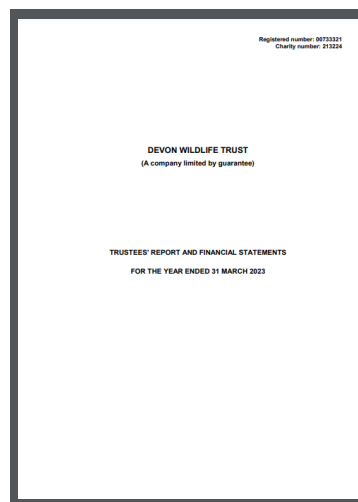 Registered number: 00733321
Charity number: 213224
DEVON WILDLIFE TRUST
(A company limited by guarantee)
TRUSTEES' REPORT AND FINANCIAL STATEMENTS
FOR THE YEAR ENDED 31 MARCH 2023